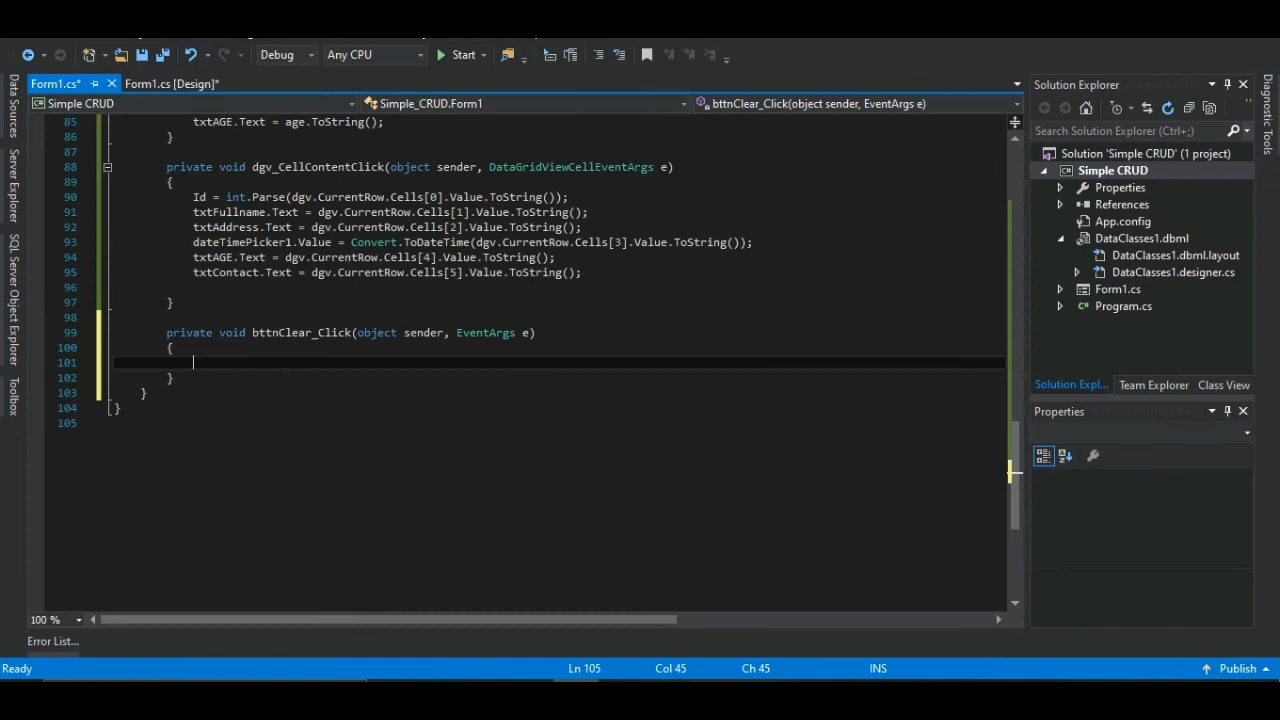 Debug
Any CPU
Start
Form1.cs*
Form1.cs [Design]*
Simple CRUD
Simple_CRUD.Form1
bttnClear_Click(object sender, EventArgs e)
85 txtAGE.Text = age.ToString();
86 }
87
88 private void dgv_CellContentClick(object sender, DataGridViewCellEventArgs e)
89 {
90 Id = int.Parse(dgv.CurrentRow.Cells[0].Value.ToString());
91 txtFullname.Text = dgv.CurrentRow.Cells[1].Value.ToString();
92 txtAddress.Text = dgv.CurrentRow.Cells[2].Value.ToString();
93 dateTimePicker1.Value = Convert.ToDateTime(dgv.CurrentRow.Cells[3].Value.ToString());
94 txtAGE.Text = dgv.CurrentRow.Cells[4].Value.ToString();
95 txtContact.Text = dgv.CurrentRow.Cells[5].Value.ToString();
96
97 }
98
99 private void bttnClear_Click(object sender, EventArgs e)
100 {
101
102 }
103 }
104 }
105
100 %
Data Sources
Server Explorer
SQL Server Object Explorer
Toolbox
Solution Explorer
Search Solution Explorer (Ctrl+;)
Solution 'Simple CRUD' (1 project)
Simple CRUD
Properties
References
App.config
DataClasses1.dbml
DataClasses1.dbml.layout
DataClasses1.designer.cs
Form1.cs
Program.cs
Solution Expl...
Team Explorer
Class View
Properties
Diagnostic Tools
Error List...
Ready
Ln 105
Col 45
Ch 45
INS
Publish